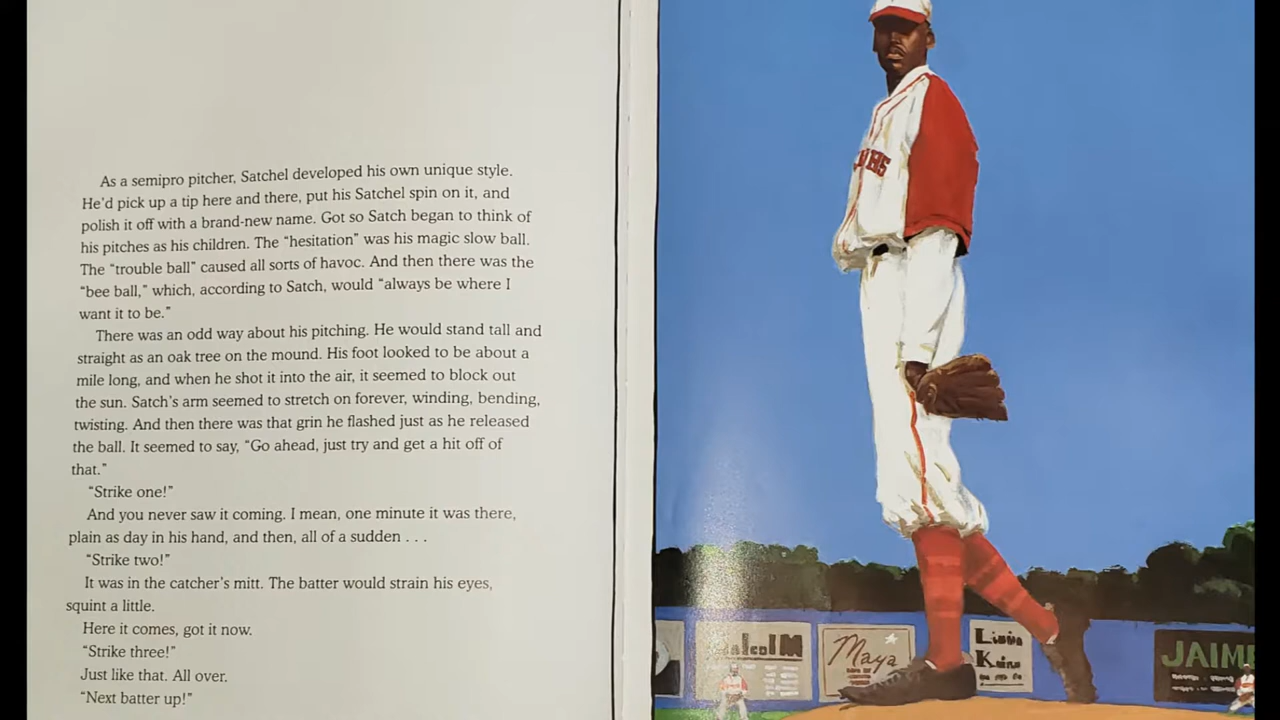 As a semipro pitcher, Satchel developed his own unique style.
He'd pick up a tip here and there, put his Satchel spin on it, and
polish it off with a brand-new name. Got so Satch began to think of
his pitches as his children. The “hesitation” was his magic slow ball.
The “trouble ball” caused all sorts of havoc. And then there was the
“bee ball,” which, according to Satch, would “always be where I
want it to be.”
There was an odd way about his pitching. He would stand tall and
straight as an oak tree on the mound. His foot looked to be about a
mile long, and when he shot it into the air, it seemed to block out
the sun. Satch's arm seemed to stretch on forever, winding, bending,
twisting. And then there was that grin he flashed just as he released
the ball. It seemed to say, “Go ahead, just try and get a hit off of
that.”
“Strike one!”
And you never saw it coming. I mean, one minute it was there,
plain as day in his hand, and then, all of a sudden . . .
“Strike two!”
It was in the catcher's mitt. The batter would strain his eyes,
squint a little.
Here it comes, got it now.
“Strike three!”
Just like that. All over.
“Next batter up!”
Maya
JAIM